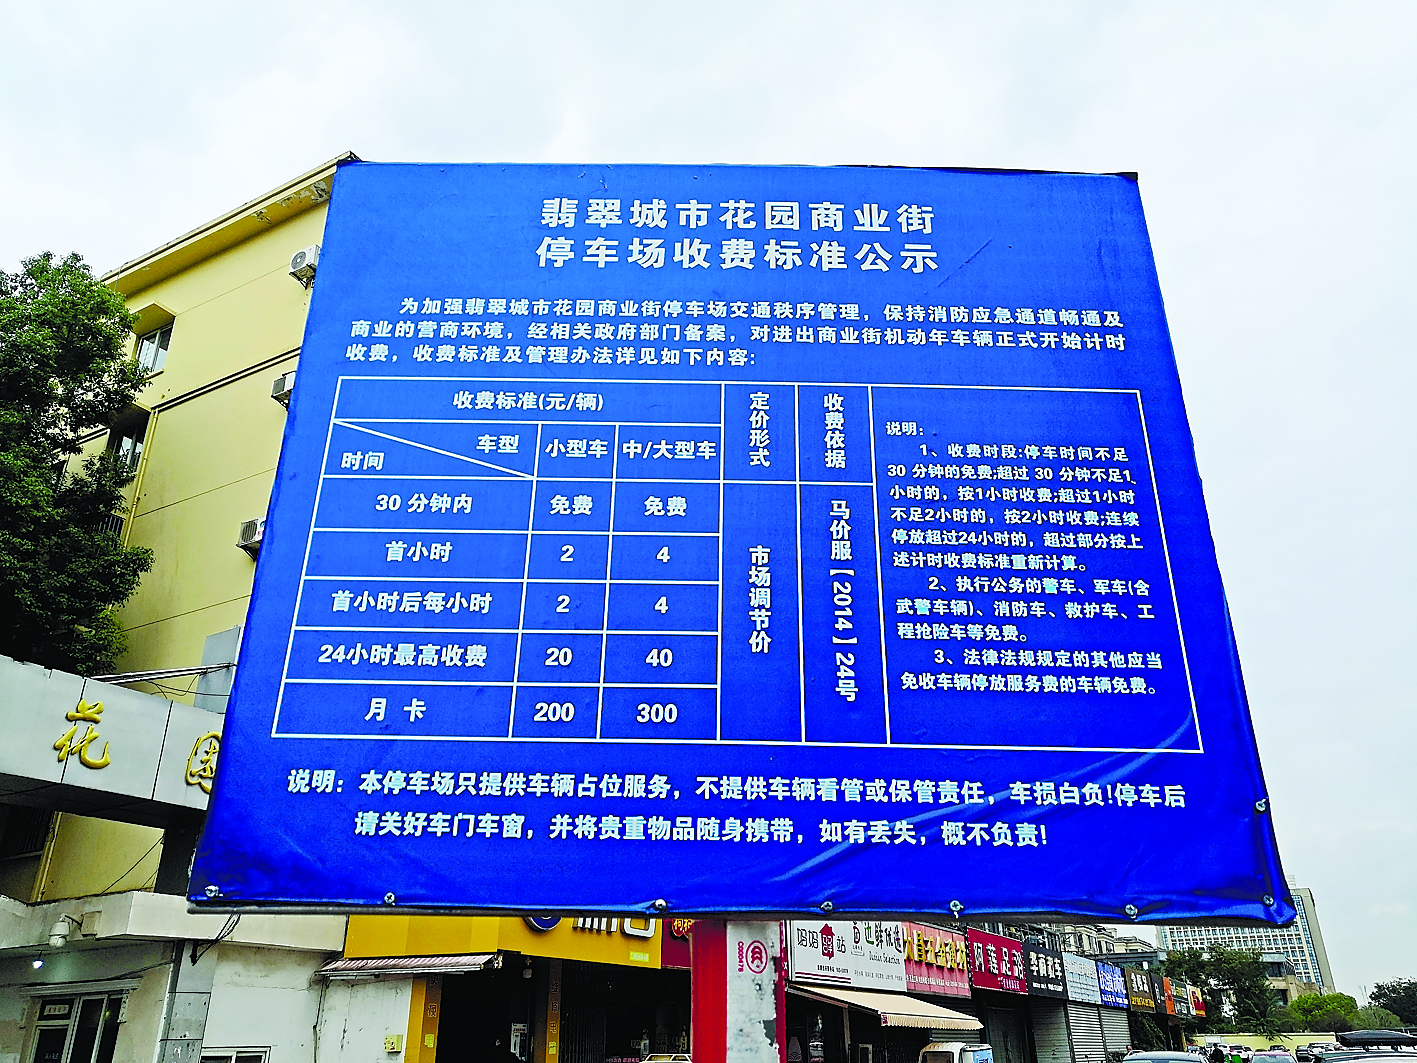 翡翠城市花园商业街
停车场收费标准公示
为加强翡翠城市花园商业街停车场交通秩序管理，保持消防应急通道畅通及
商业的营商环境，经相关政府部门备案，对进出商业街机动年车辆正式开始计时
收费，收费标准及管理办法详见如下内容：
收费标准(元/辆)
定价形式
收费依据
车型
时间
小型车
中/大型车
30 分钟内
免费
免费
首小时
2
4
首小时后每小时
2
4
24小时最高收费
20
40
月 卡
200
300
市场调节价
马价服【2014】24号
说明：
1、收费时段:停车时间不足
30 分钟的免费;超过 30 分钟不足1
小时的，按1小时收费;超过1小时
不足2小时的，按2小时收费;连续
停放超过24小时的，超过部分按上
述计时收费标准重新计算。
2、执行公务的警车、军车(含
武警车辆)、消防车、救护车、工
程抢险车等免费。
3、法律法规规定的其他应当
免收车辆停放服务费的车辆免费。
说明：本停车场只提供车辆占位服务，不提供车辆看管或保管责任，车损自负!停车后
请关好车门车窗，并将贵重物品随身携带，如有丢失，概不负责!
花园
妈妈驿站